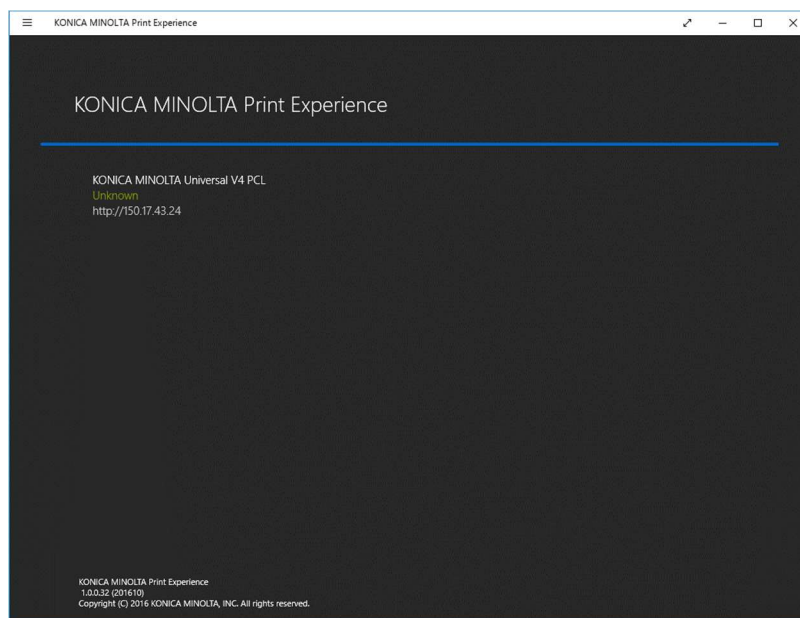 KONICA MINOLTA Print Experience
KONICA MINOLTA Print Experience
KONICA MINOLTA Universal V4 PCL
Unknown
http://150.17.43.24
KONICA MINOLTA Print Experience
1.0.0.32 (201610)
Copyright (C) 2016 KONICA MINOLTA, INC. All rights reserved.